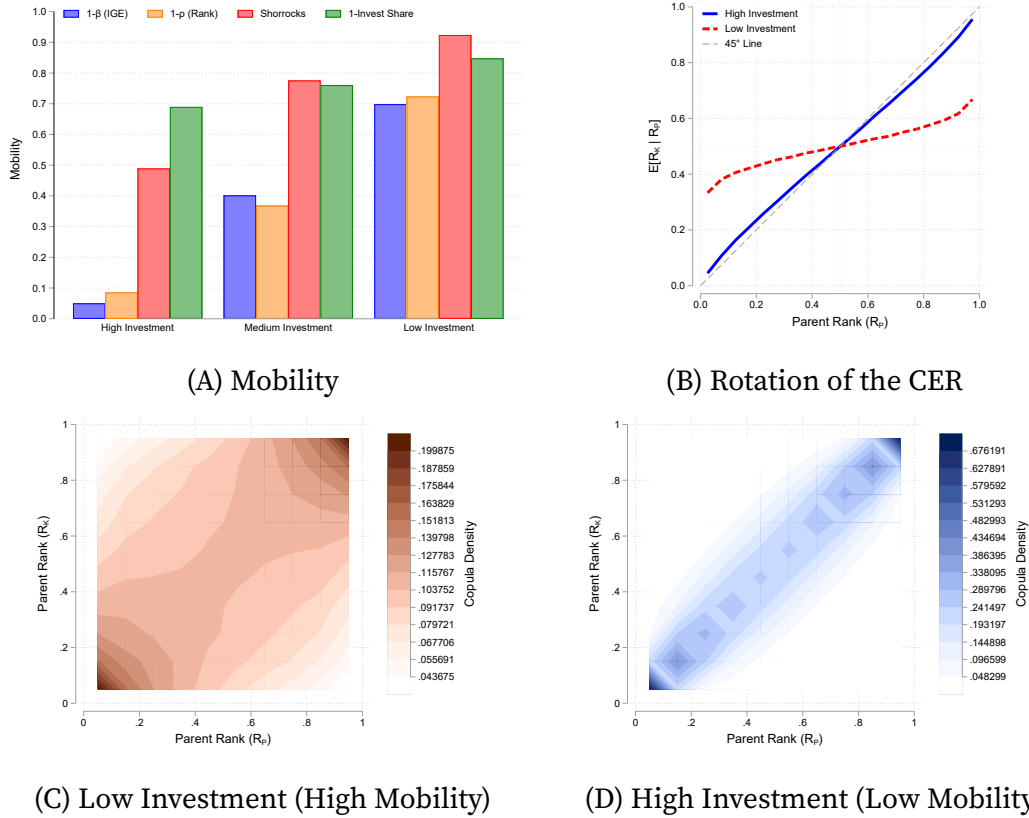 1-β (IGE) 1-ρ (Rank) Shorrocks 1-Invest Share
1.0
0.9
0.8
0.7
0.6
0.5
0.4
0.3
0.2
0.1
0.0
Mobility
High Investment Medium Investment Low Investment
(A) Mobility
High Investment
Low Investment
45° Line
1.0
0.8
0.6
0.4
0.2
0.0
E[R_K | R_P]
0.0 0.2 0.4 0.6 0.8 1.0
Parent Rank (R_P)
(B) Rotation of the CER
1
.8
.6
.4
.2
0
Parent Rank (R_K)
0 .2 .4 .6 .8 1
Parent Rank (R_P)
.199875
.187859
.175844
.163829
.151813
.139798
.127783
.115767
.103752
.091737
.079721
.067706
.055691
.043675
Copula Density
(C) Low Investment (High Mobility)
1
.8
.6
.4
.2
0
Parent Rank (R_K)
0 .2 .4 .6 .8 1
Parent Rank (R_P)
.676191
.627891
.579592
.531293
.482993
.434694
.386395
.338095
.289796
.241497
.193197
.144898
.096599
.048299
Copula Density
(D) High Investment (Low Mobility